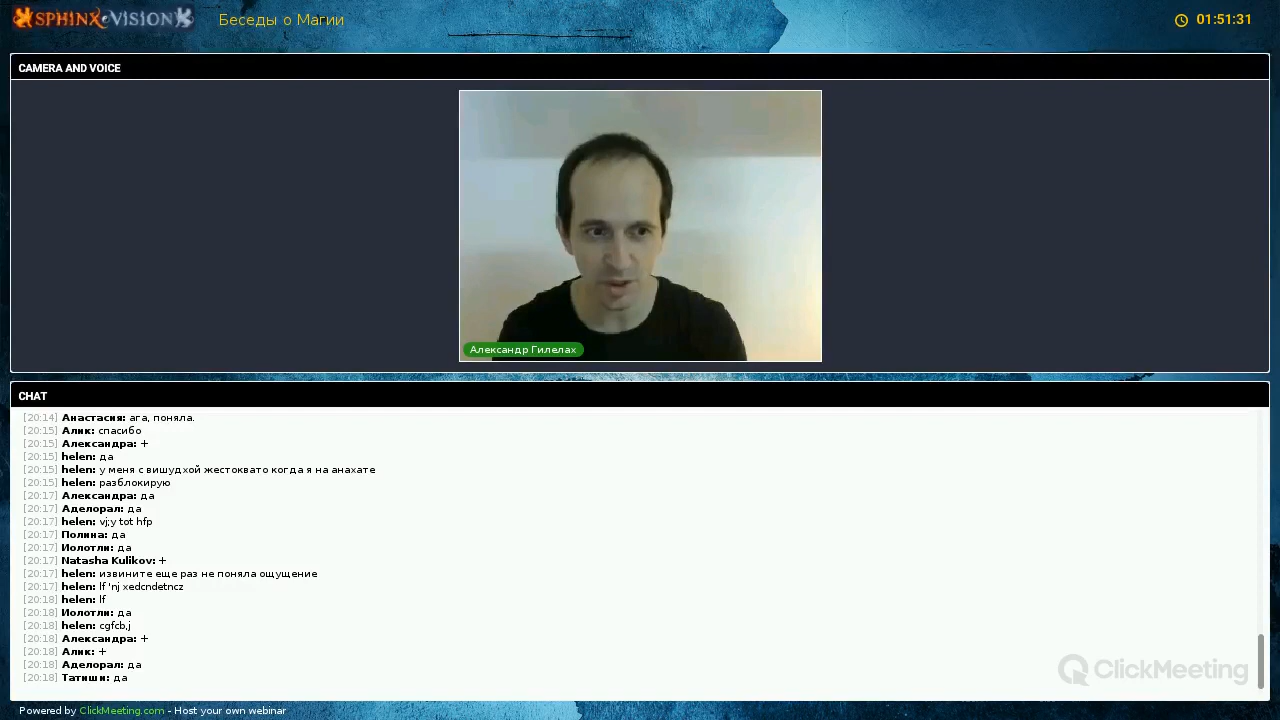 SPHINX VISION Беседы о Магии 01:51:31
CAMERA AND VOICE
Александр Гилелах
CHAT
[20:14] Анастасия: ага, поняла.
[20:15] Алик: спасибо
[20:15] Александра: +
[20:15] helen: да
[20:15] helen: у меня с вишудхой жестоквато когда я на анахате
[20:15] helen: разблокирую
[20:17] Александра: да
[20:17] Аделорал: да
[20:17] helen: vj;y tot hfp
[20:17] Полина: да
[20:17] Иолотли: да
[20:17] Natasha Kulikov: +
[20:17] helen: извините еще раз не поняла ощущение
[20:17] helen: lf 'nj xedcndetncz
[20:18] helen: lf
[20:18] Иолотли: да
[20:18] helen: cgfcb,j
[20:18] Александра: +
[20:18] Алик: +
[20:18] Аделорал: да
[20:18] Татиши: да
ClickMeeting
Powered by ClickMeeting.com - Host your own webinar